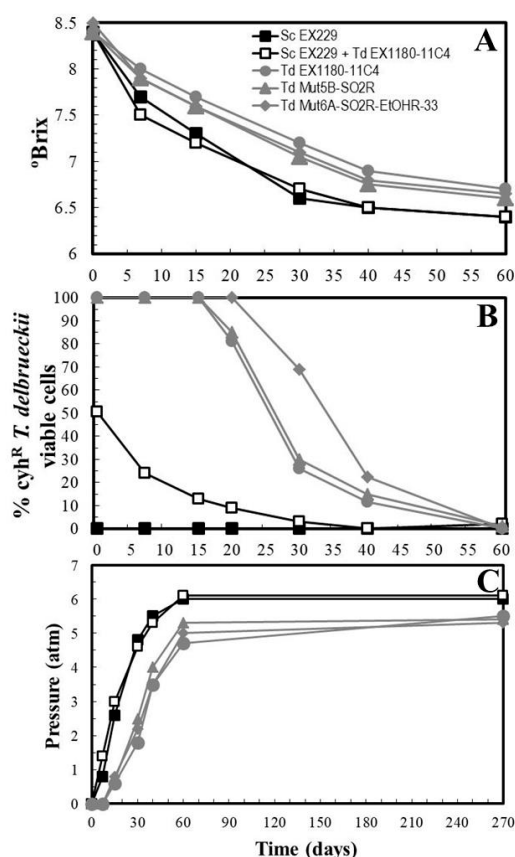 A
Sc EX229
Sc EX229 + Td EX1180-11C4
Td EX1180-11C4
Td Mut5B-SO2R
Td Mut6A-SO2R-EtOHR-33
ºBrix
8.5
8
7.5
7
6.5
6
0 5 10 15 20 25 30 35 40 45 50 55 60
B
% cyhR T. delbrueckii
viable cells
100
90
80
70
60
50
40
30
20
10
0
0 5 10 15 20 25 30 35 40 45 50 55 60
C
Pressure (atm)
7
6
5
4
3
2
1
0
0 30 60 90 120 150 180 210 240 270
Time (days)